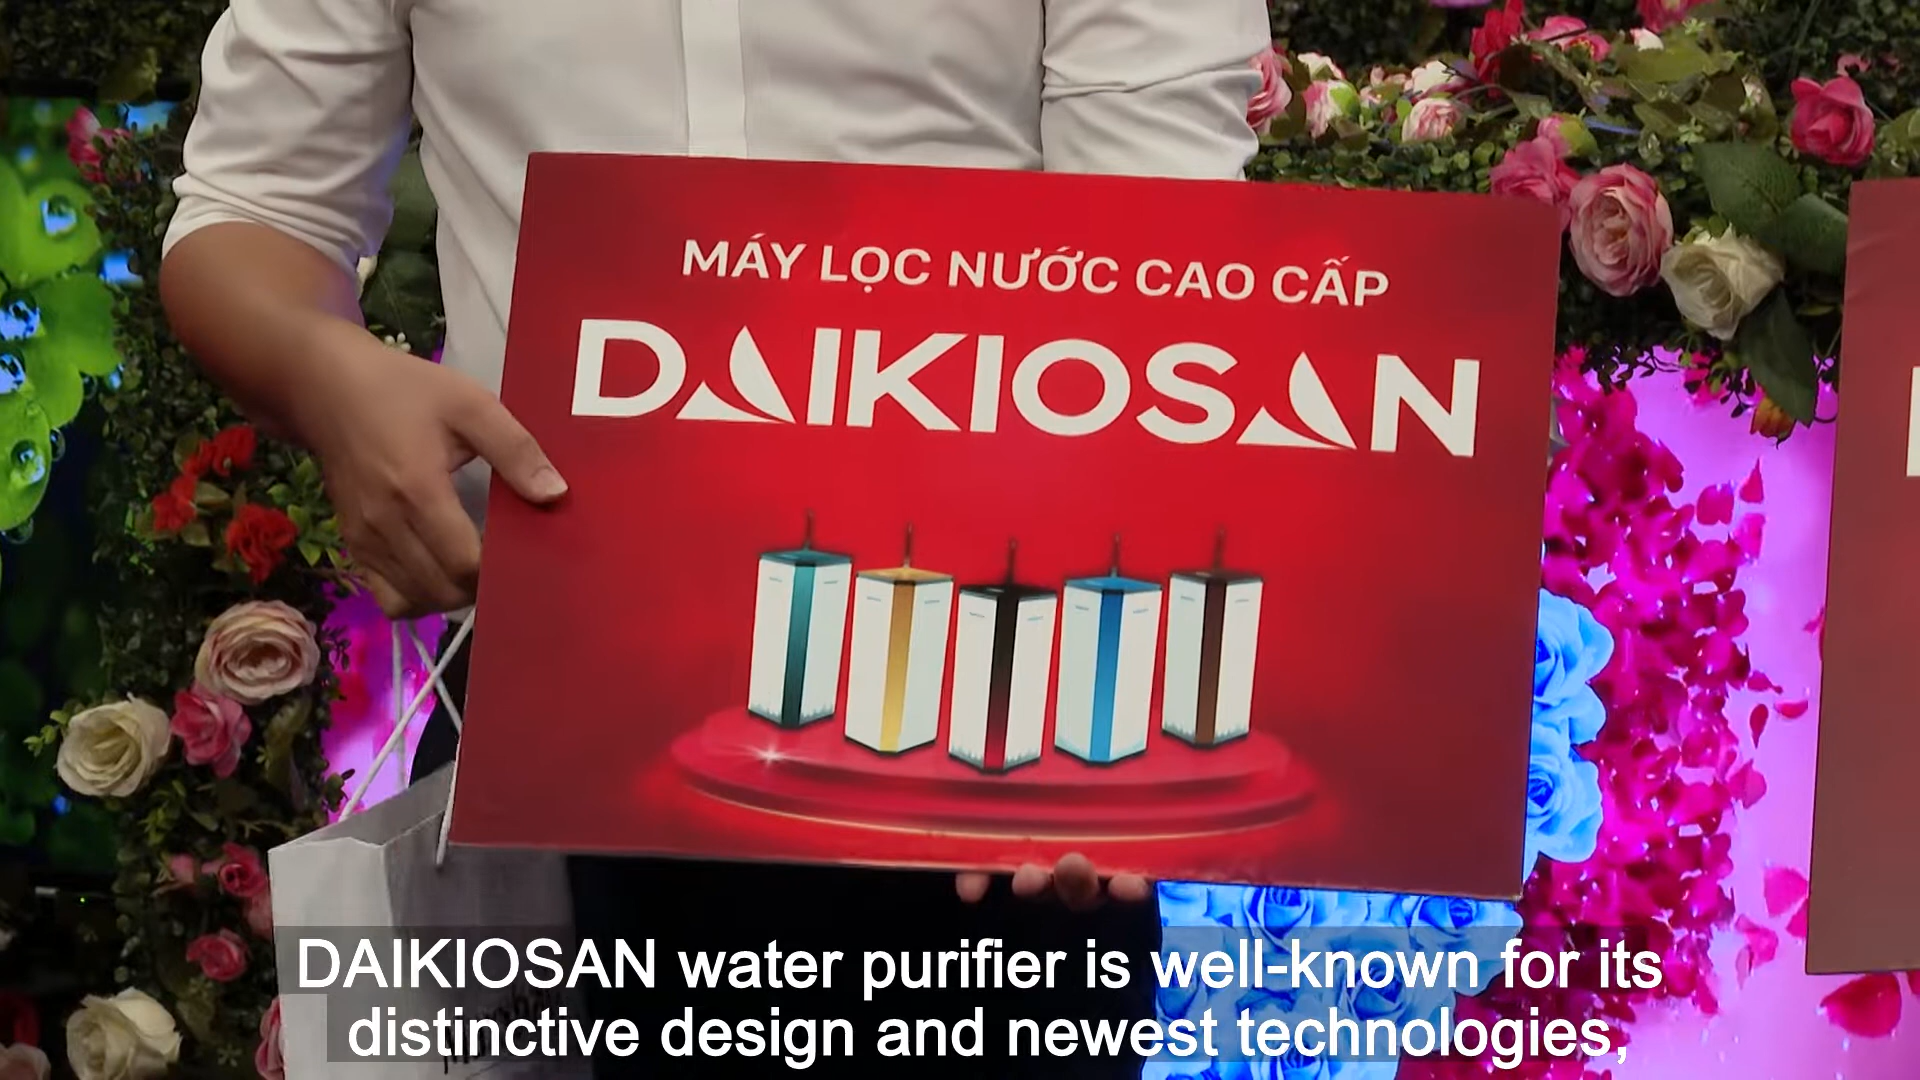 MÁY LỌC NƯỚC CAO CẤP
DAIKIOSAN
DAIKIOSAN water purifier is well-known for its
distinctive design and newest technologies,